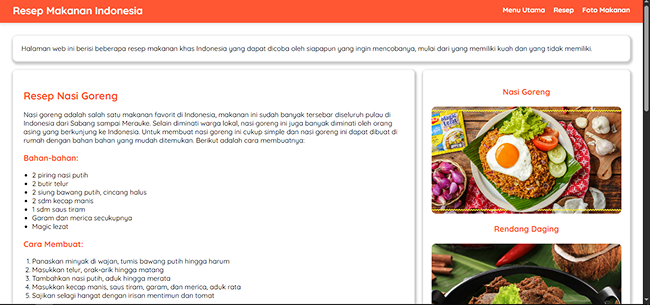 Resep Makanan Indonesia
Menu Utama Resep Foto Makanan
Halaman web ini berisi beberapa resep makanan khas Indonesia yang dapat dicoba oleh siapapun yang ingin mencobanya, mulai dari yang memiliki kuah dan yang tidak memiliki.
Resep Nasi Goreng
Nasi goreng adalah salah satu makanan favorit di Indonesia, makanan ini sudah banyak tersebar diseluruh pulau di
Indonesia dari Sabang sampai Merauke. Selain diminati warga lokal, nasi goreng ini juga banyak diminati oleh orang
asing yang berkunjung ke Indonesia. Untuk membuat nasi goreng ini cukup simple dan nasi goreng ini dapat dibuat di
rumah dengan bahan bahan yang mudah ditemukan. Berikut adalah cara membuatnya:
Bahan-bahan:
2 piring nasi putih
2 butir telur
2 siung bawang putih, cincang halus
2 sdm kecap manis
1 sdm saus tiram
Garam dan merica secukupnya
Magic lezat
Cara Membuat:
1. Panaskan minyak di wajan, tumis bawang putih hingga harum
2. Masukkan telur, orak-arik hingga matang
3. Tambahkan nasi putih, aduk hingga merata
4. Masukkan kecap manis, saus tiram, garam, dan merica, aduk rata
5. Sajikan selagi hangat dengan irisan mentimun dan tomat
Nasi Goreng
Rendang Daging